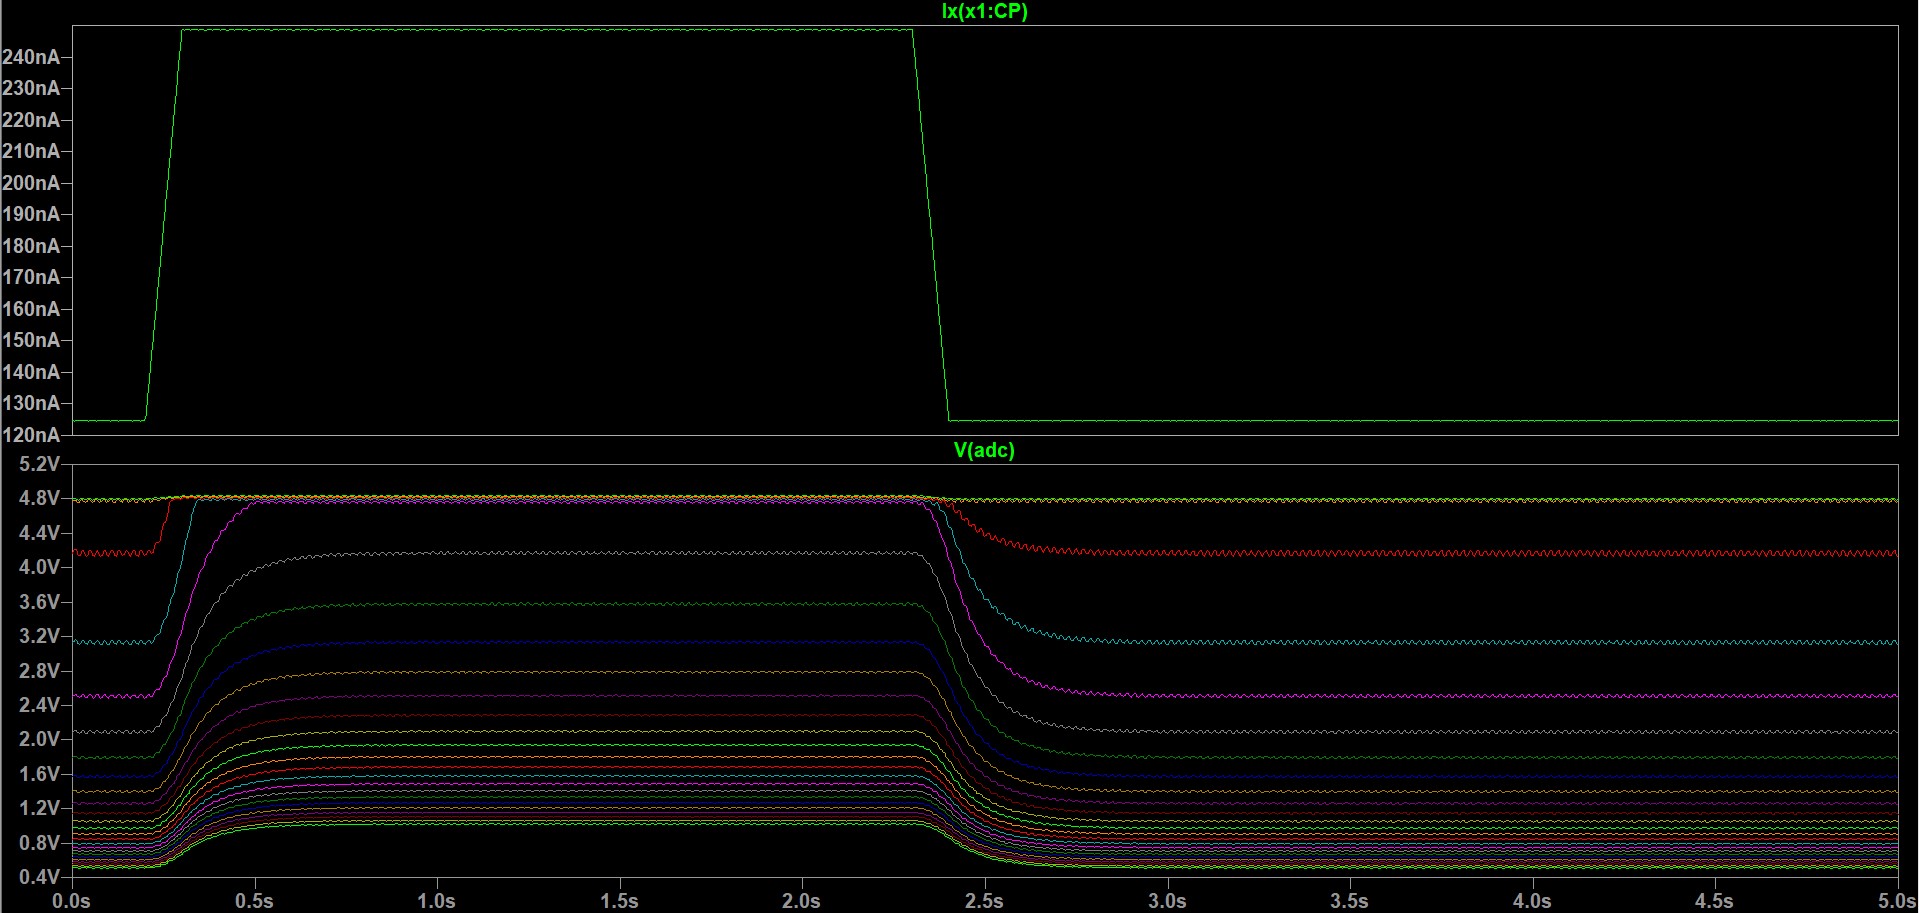 Ix(x1:CP)
240nA
230nA
220nA
210nA
200nA
190nA
180nA
170nA
160nA
150nA
140nA
130nA
120nA
V(adc)
5.2V
4.8V
4.4V
4.0V
3.6V
3.2V
2.8V
2.4V
2.0V
1.6V
1.2V
0.8V
0.4V
0.0s 0.5s 1.0s 1.5s 2.0s 2.5s 3.0s 3.5s 4.0s 4.5s 5.0s